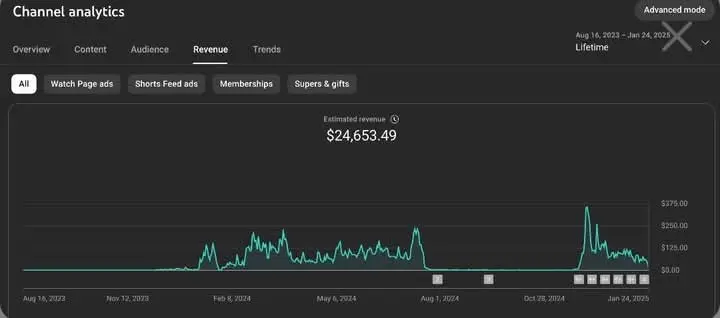 Channel analytics
Advanced mode
Overview
Content
Audience
Revenue
Trends
Aug 16, 2023 – Jan 24, 2025
Lifetime
All
Watch Page ads
Shorts Feed ads
Memberships
Supers & gifts
Estimated revenue
$24,653.49
$375.00
$250.00
$125.00
$0.00
Aug 16, 2023
Nov 12, 2023
Feb 8, 2024
May 6, 2024
Aug 1, 2024
Oct 28, 2024
Jan 24, 2025